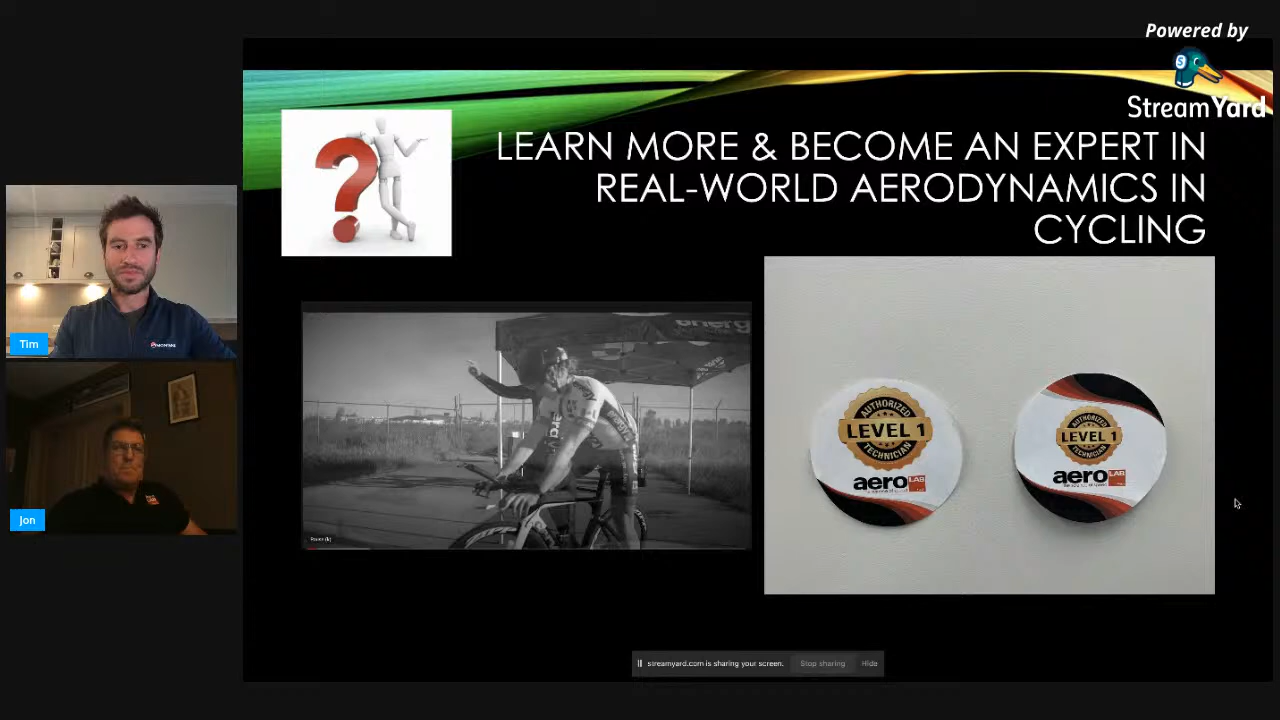 Powered by
StreamYard
LEARN MORE & BECOME AN EXPERT IN
REAL-WORLD AERODYNAMICS IN
CYCLING
Tim
Jon
AUTHORIZED
LEVEL 1
TECHNICIAN
aero LAB
AUTHORIZED
LEVEL 1
TECHNICIAN
aero LAB
streamyard.com is sharing your screen.
Stop sharing
Hide